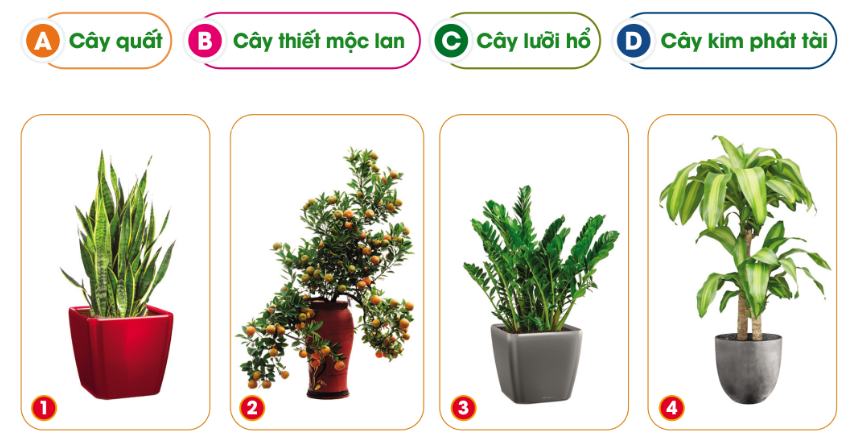 A Cây quất
B Cây thiết mộc lan
C Cây lưỡi hổ
D Cây kim phát tài
1
2
3
4